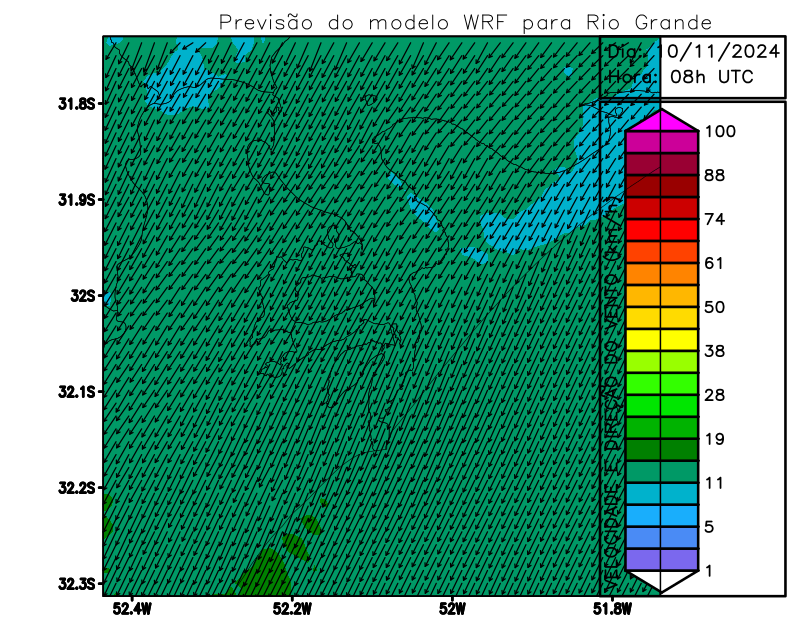 Previsão do modelo WRF para Rio Grande
Dia: 10/11/2024
Hora: 08h UTC
31.8S
31.9S
32S
32.1S
32.2S
32.3S
52.4W
52.2W
52W
51.8W
VELOCIDADE E DIREÇÃO DO VENTO (km/h)
100
88
74
61
50
38
28
19
11
5
1